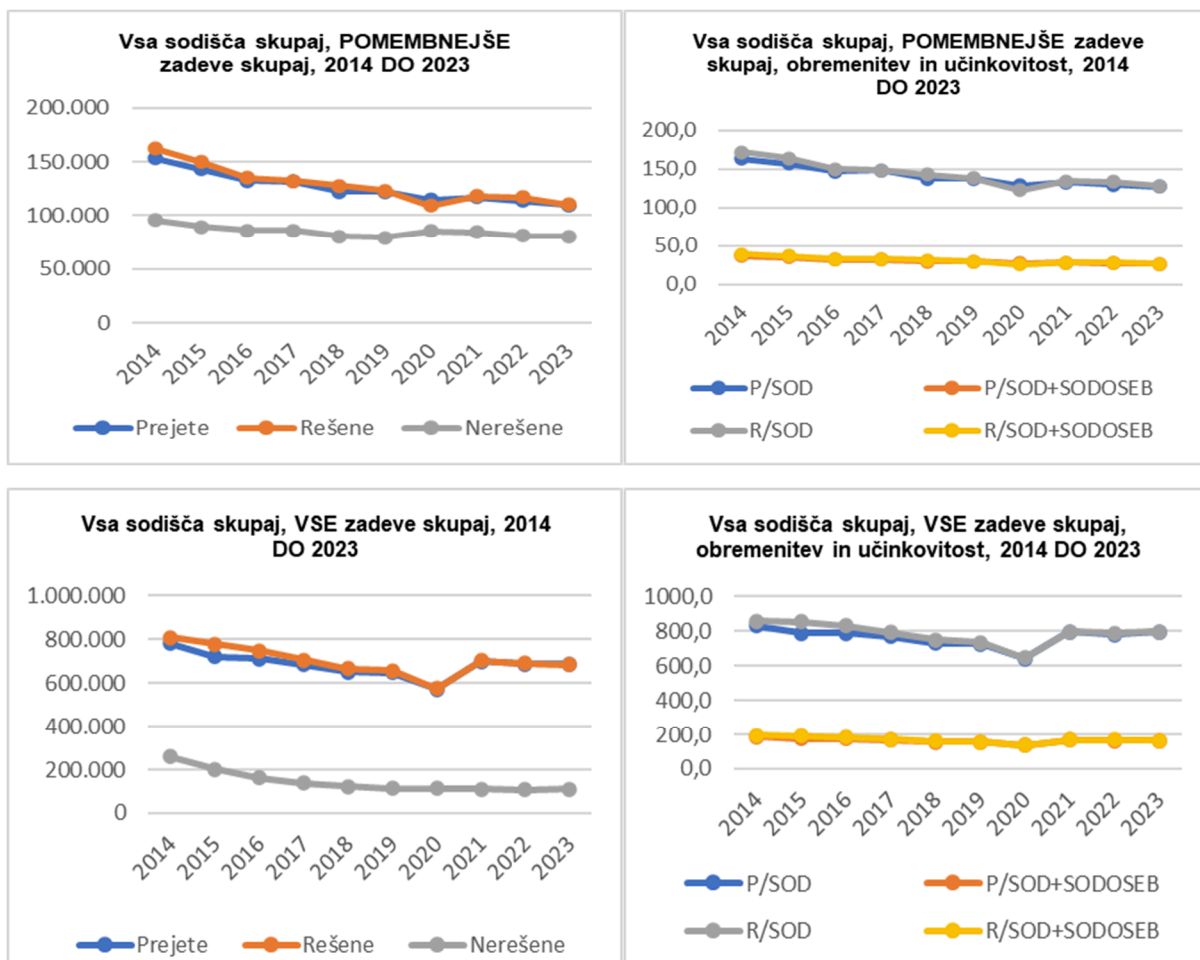 Vsa sodišča skupaj, POMEMBNEJŠE
zadeve skupaj, 2014 DO 2023
200.000
150.000
100.000
50.000
0
2014 2015 2016 2017 2018 2019 2020 2021 2022 2023
Prejete Rešene Nerešene
Vsa sodišča skupaj, POMEMBNEJŠE zadeve
skupaj, obremenitev in učinkovitost, 2014
DO 2023
200,0
150,0
100,0
50,0
0,0
2014 2015 2016 2017 2018 2019 2020 2021 2022 2023
P/SOD P/SOD+SODOSEB
R/SOD R/SOD+SODOSEB
Vsa sodišča skupaj, VSE zadeve skupaj, 2014
DO 2023
1.000.000
800.000
600.000
400.000
200.000
0
2014 2015 2016 2017 2018 2019 2020 2021 2022 2023
Prejete Rešene Nerešene
Vsa sodišča skupaj, VSE zadeve skupaj,
obremenitev in učinkovitost, 2014 DO 2023
1000,0
800,0
600,0
400,0
200,0
0,0
2014 2015 2016 2017 2018 2019 2020 2021 2022 2023
P/SOD P/SOD+SODOSEB
R/SOD R/SOD+SODOSEB